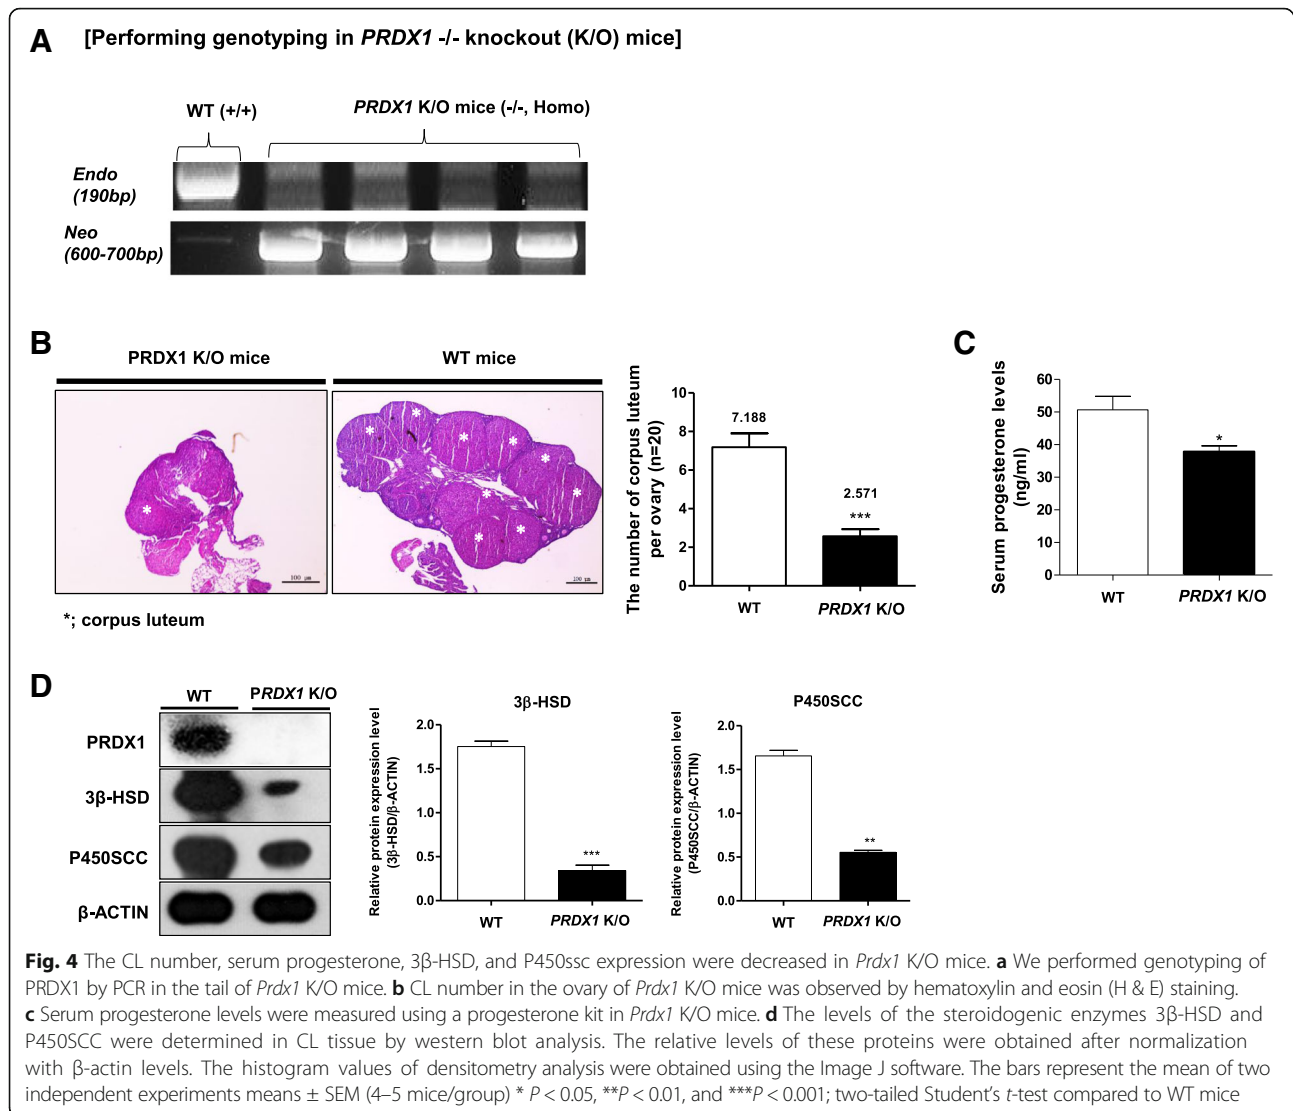 A [Performing genotyping in PRDX1 -/- knockout (K/O) mice]
WT (+/+)
PRDX1 K/O mice (-/-, Homo)
Endo
(190bp)
Neo
(600-700bp)
B
PRDX1 K/O mice
WT mice
* * * * * * * * *
100 μm
100 μm
*; corpus luteum
The number of corpus luteum
per ovary (n=20)
10
8
6
4
2
0
7.188
2.571
***
WT
PRDX1 K/O
C
Serum progesterone levels
(ng/ml)
60
50
40
30
20
10
0
*
WT
PRDX1 K/O
D
WT
PRDX1 K/O
PRDX1
3β-HSD
P450SCC
β-ACTIN
3β-HSD
Relative protein expression level
(3β-HSD/β-ACTIN)
2.0
1.5
1.0
0.5
0.0
***
WT
PRDX1 K/O
P450SCC
Relative protein expression level
(P450SCC/β-ACTIN)
2.0
1.5
1.0
0.5
0.0
**
WT
PRDX1 K/O
Fig. 4 The CL number, serum progesterone, 3β-HSD, and P450ssc expression were decreased in Prdx1 K/O mice. a We performed genotyping of
PRDX1 by PCR in the tail of Prdx1 K/O mice. b CL number in the ovary of Prdx1 K/O mice was observed by hematoxylin and eosin (H & E) staining.
c Serum progesterone levels were measured using a progesterone kit in Prdx1 K/O mice. d The levels of the steroidogenic enzymes 3β-HSD and
P450SCC were determined in CL tissue by western blot analysis. The relative levels of these proteins were obtained after normalization
with β-actin levels. The histogram values of densitometry analysis were obtained using the Image J software. The bars represent the mean of two
independent experiments means ± SEM (4–5 mice/group) * P < 0.05, **P < 0.01, and ***P < 0.001; two-tailed Student's t-test compared to WT mice